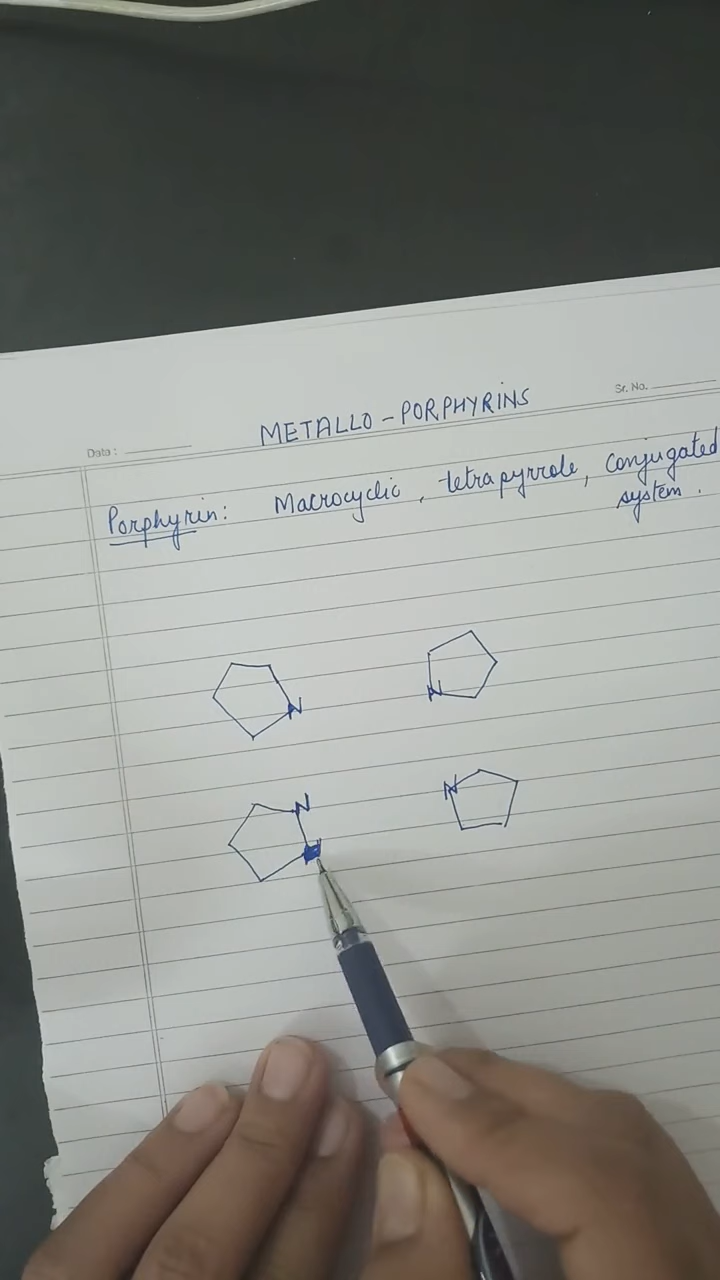 Sr. No.
METALLO - PORPHYRINS
Date :
Porphyrin: Macrocyclic, tetrapyrrole, conjugated
system.
N
N
N
N